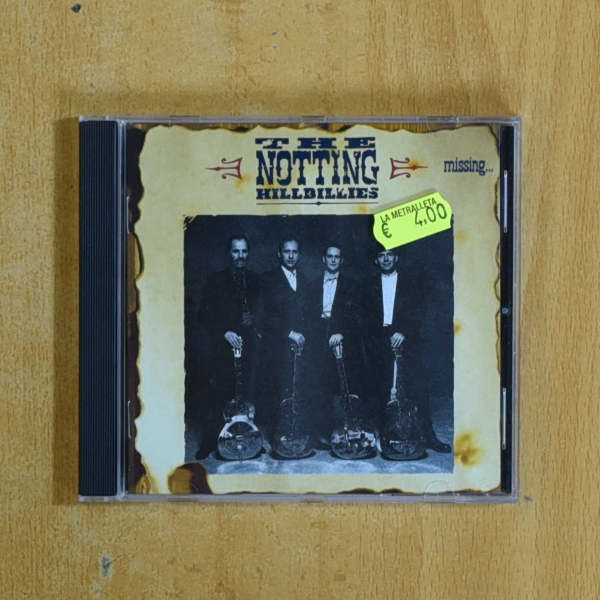 THE
NOTTING
HILLBILLIES
missing...
LA METRALLETA
€ 4,00